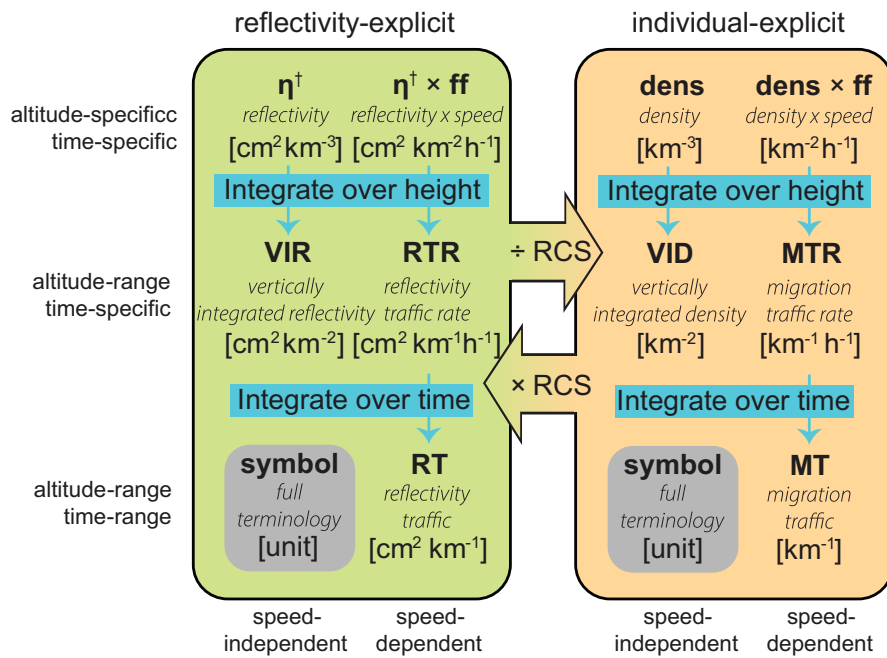 reflectivity-explicit
individual-explicit
altitude-specificc
time-specific
η† η† × ff
reflectivity reflectivity x speed
[cm² km⁻³] [cm² km⁻² h⁻¹]
Integrate over height
dens dens × ff
density density x speed
[km⁻³] [km⁻² h⁻¹]
Integrate over height
÷ RCS
altitude-range
time-specific
VIR RTR
vertically reflectivity
integrated reflectivity traffic rate
[cm² km⁻²] [cm² km⁻¹h⁻¹]
Integrate over time
VID MTR
vertically migration
integrated density traffic rate
[km⁻²] [km⁻¹ h⁻¹]
Integrate over time
× RCS
altitude-range
time-range
symbol RT
full reflectivity
terminology traffic
[unit] [cm² km⁻¹]
symbol MT
full migration
terminology traffic
[unit] [km⁻¹]
speed- speed-
independent dependent
speed- speed-
independent dependent